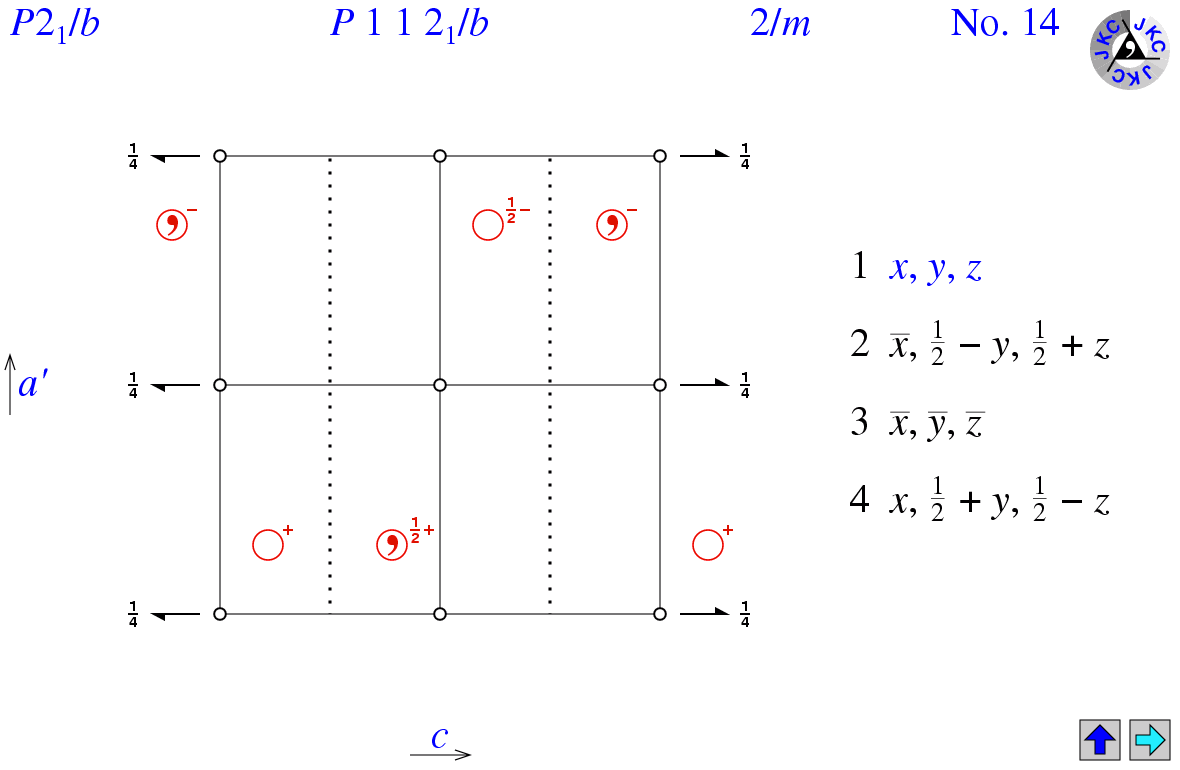 P2₁/b P 1 1 2₁/b 2/m No. 14
JKC JKC JKC
1/4 1/4
− 1/2− −
1 x, y, z
2 x̅, 1/2 − y, 1/2 + z
a′ 1/4 1/4
3 x̅, y̅, z̅
4 x, 1/2 + y, 1/2 − z
+ 1/2+ +
1/4 1/4
c